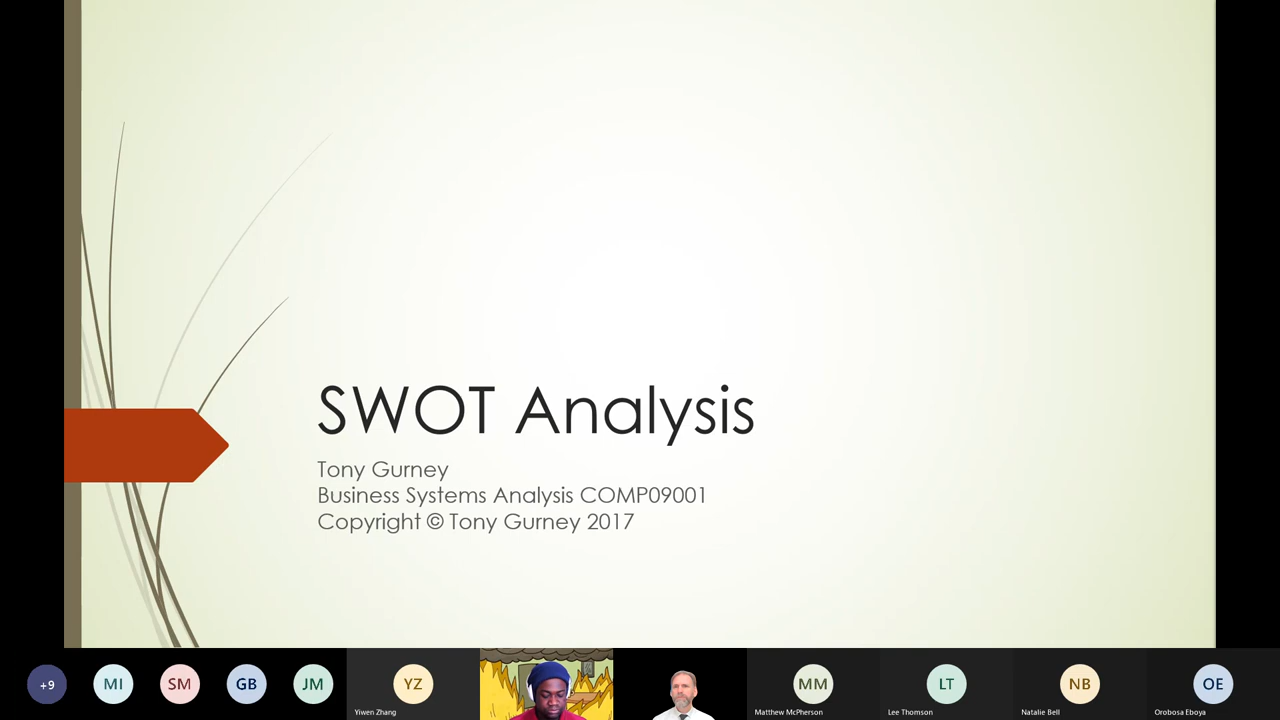 SWOT Analysis
Tony Gurney
Business Systems Analysis COMP09001
Copyright © Tony Gurney 2017
+9
MI
SM
GB
JM
YZ
MM
LT
NB
OE
Yiwen Zhang
Matthew McPherson
Lee Thomson
Natalie Bell
Orobosa Eboya